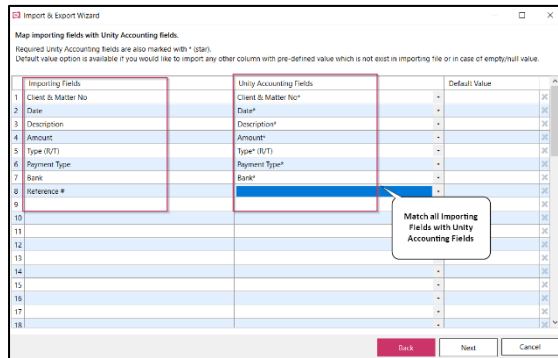 Import & Export Wizard
Map importing fields with Unity Accounting fields.
Required Unity Accounting fields are also marked with * (star).
Default value option is available if you would like to import any other column with pre-defined value which is not exist in importing file or in case of empty/null value.
Importing Fields Unity Accounting Fields Default Value
1 Client & Matter No Client & Matter No*
2 Date Date*
3 Description Description*
4 Amount Amount*
5 Type (R/T) Type* (R/T)
6 Payment Type Payment Type*
7 Bank Bank*
8 Reference #
9
10
11
12
13
14
15
16
17
18
Match all Importing
Fields with Unity
Accounting Fields
Back Next Cancel